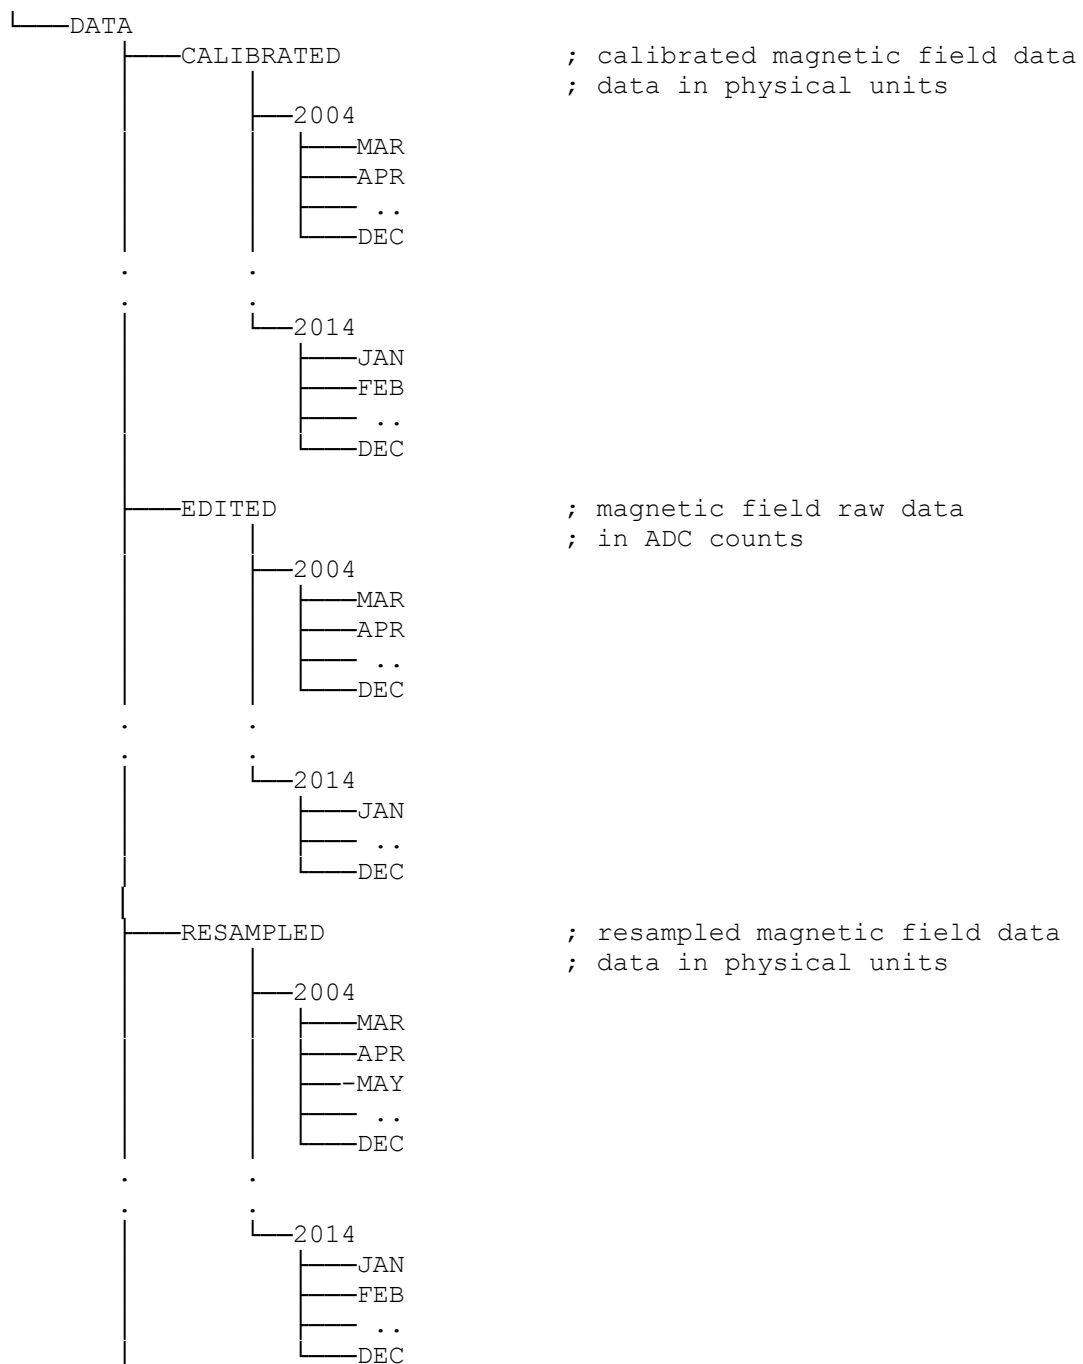 └───DATA
├───CALIBRATED ; calibrated magnetic field data
; data in physical units
├──2004
├───MAR
├───APR
├─── ..
└───DEC
. .
. .
└──2014
├───JAN
├───FEB
├─── ..
└───DEC
├───EDITED ; magnetic field raw data
; in ADC counts
├──2004
├───MAR
├───APR
├─── ..
└───DEC
. .
. .
└──2014
├───JAN
├─── ..
└───DEC
├───RESAMPLED ; resampled magnetic field data
; data in physical units
├──2004
├───MAR
├───APR
├───-MAY
├─── ..
└───DEC
. .
. .
└──2014
├───JAN
├───FEB
├─── ..
└───DEC